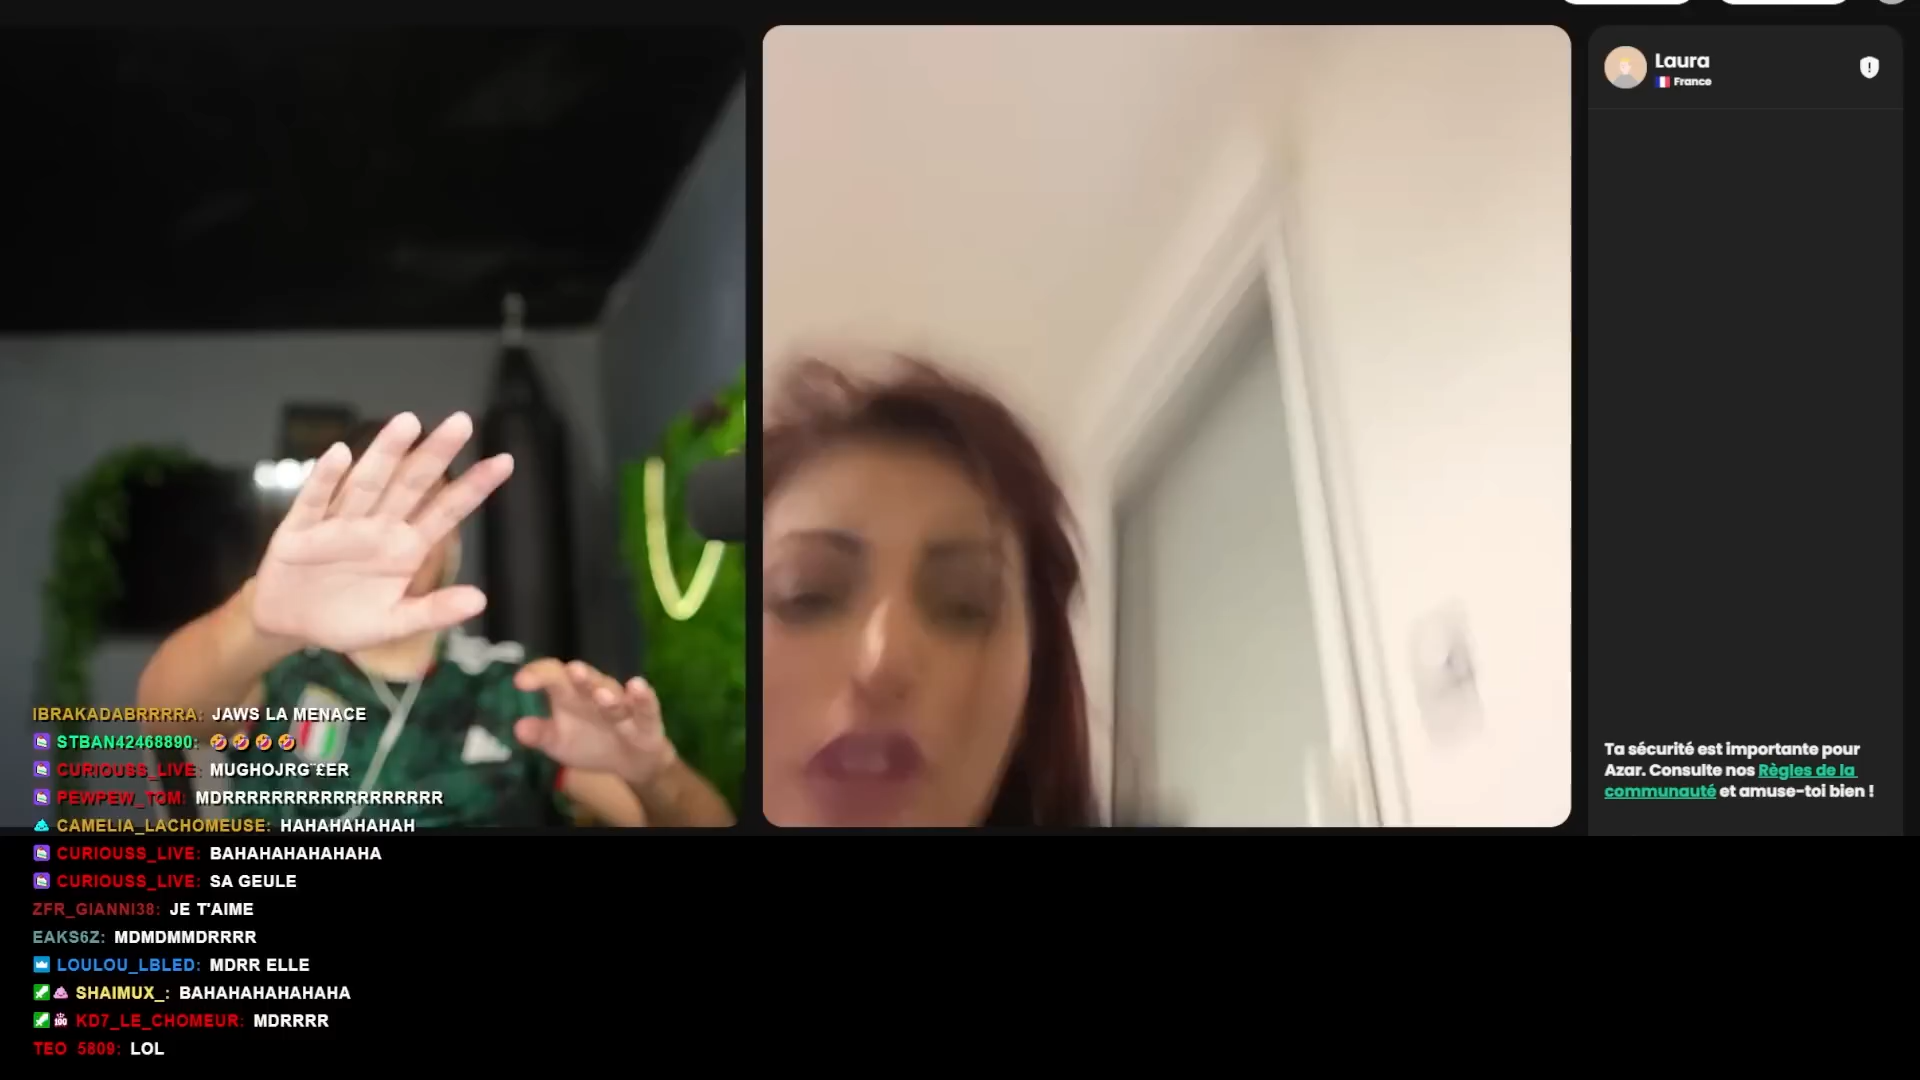 Laura
France
IBRAKADABRRRRA: JAWS LA MENACE
STBAN42468890: 🤣🤣🤣🤣
CURIOUSS_LIVE: MUGHOJRG¨£ER
PEWPEW_TOM: MDRRRRRRRRRRRRRRRRRR
CAMELIA_LACHOMEUSE: HAHAHAHAHAH
CURIOUSS_LIVE: BAHAHAHAHAHAHA
CURIOUSS_LIVE: SA GEULE
ZFR_GIANNI38: JE T'AIME
EAKS6Z: MDMDMMDRRRR
LOULOU_LBLED: MDRR ELLE
SHAIMUX_: BAHAHAHAHAHAHA
KD7_LE_CHOMEUR: MDRRRR
TEO_5809: LOL
Ta sécurité est importante pour
Azar. Consulte nos Règles de la
communauté et amuse-toi bien !